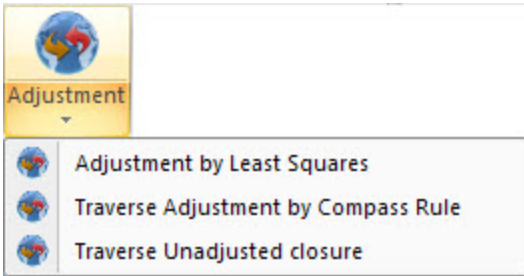 Adjustment
Adjustment by Least Squares
Traverse Adjustment by Compass Rule
Traverse Unadjusted closure